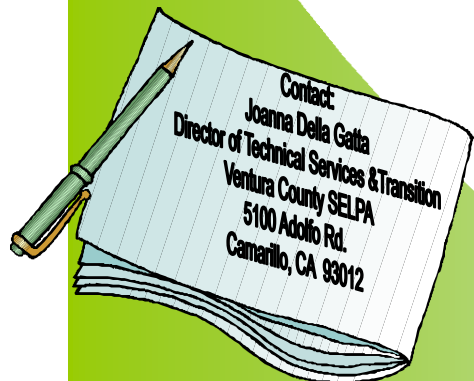 Contact:
Joanna Della Gatta
Director of Technical Services &Transition
Ventura County SELPA
5100 Adolfo Rd.
Camarillo, CA 93012